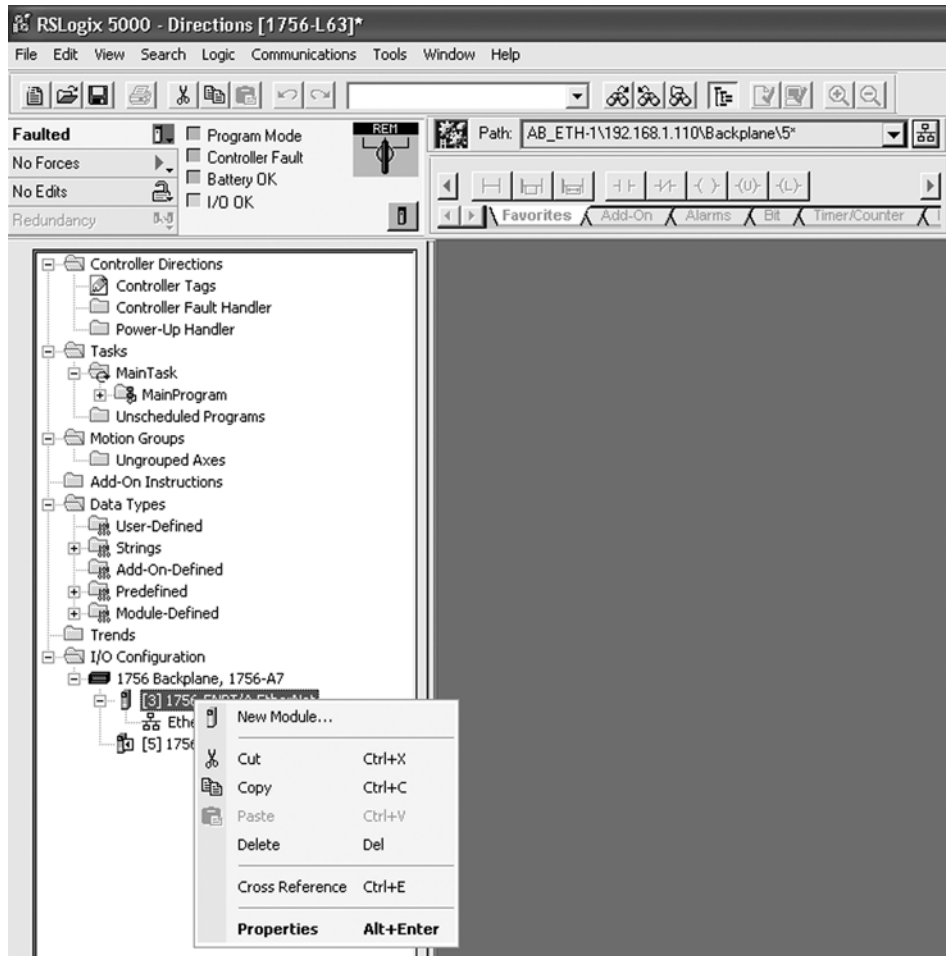 RSLogix 5000 - Directions [1756-L63]*
File Edit View Search Logic Communications Tools Window Help
Faulted
Program Mode
Controller Fault
Battery OK
I/O OK
No Forces
No Edits
Redundancy
REM
Path: AB_ETH-1\192.168.1.110\Backplane\5*
Favorites Add-On Alarms Bit Timer/Counter
Controller Directions
Controller Tags
Controller Fault Handler
Power-Up Handler
Tasks
MainTask
MainProgram
Unscheduled Programs
Motion Groups
Ungrouped Axes
Add-On Instructions
Data Types
User-Defined
Strings
Add-On-Defined
Predefined
Module-Defined
Trends
I/O Configuration
1756 Backplane, 1756-A7
[3] 1756
[5] 1756
New Module...
Cut Ctrl+X
Copy Ctrl+C
Paste Ctrl+V
Delete Del
Cross Reference Ctrl+E
Properties Alt+Enter